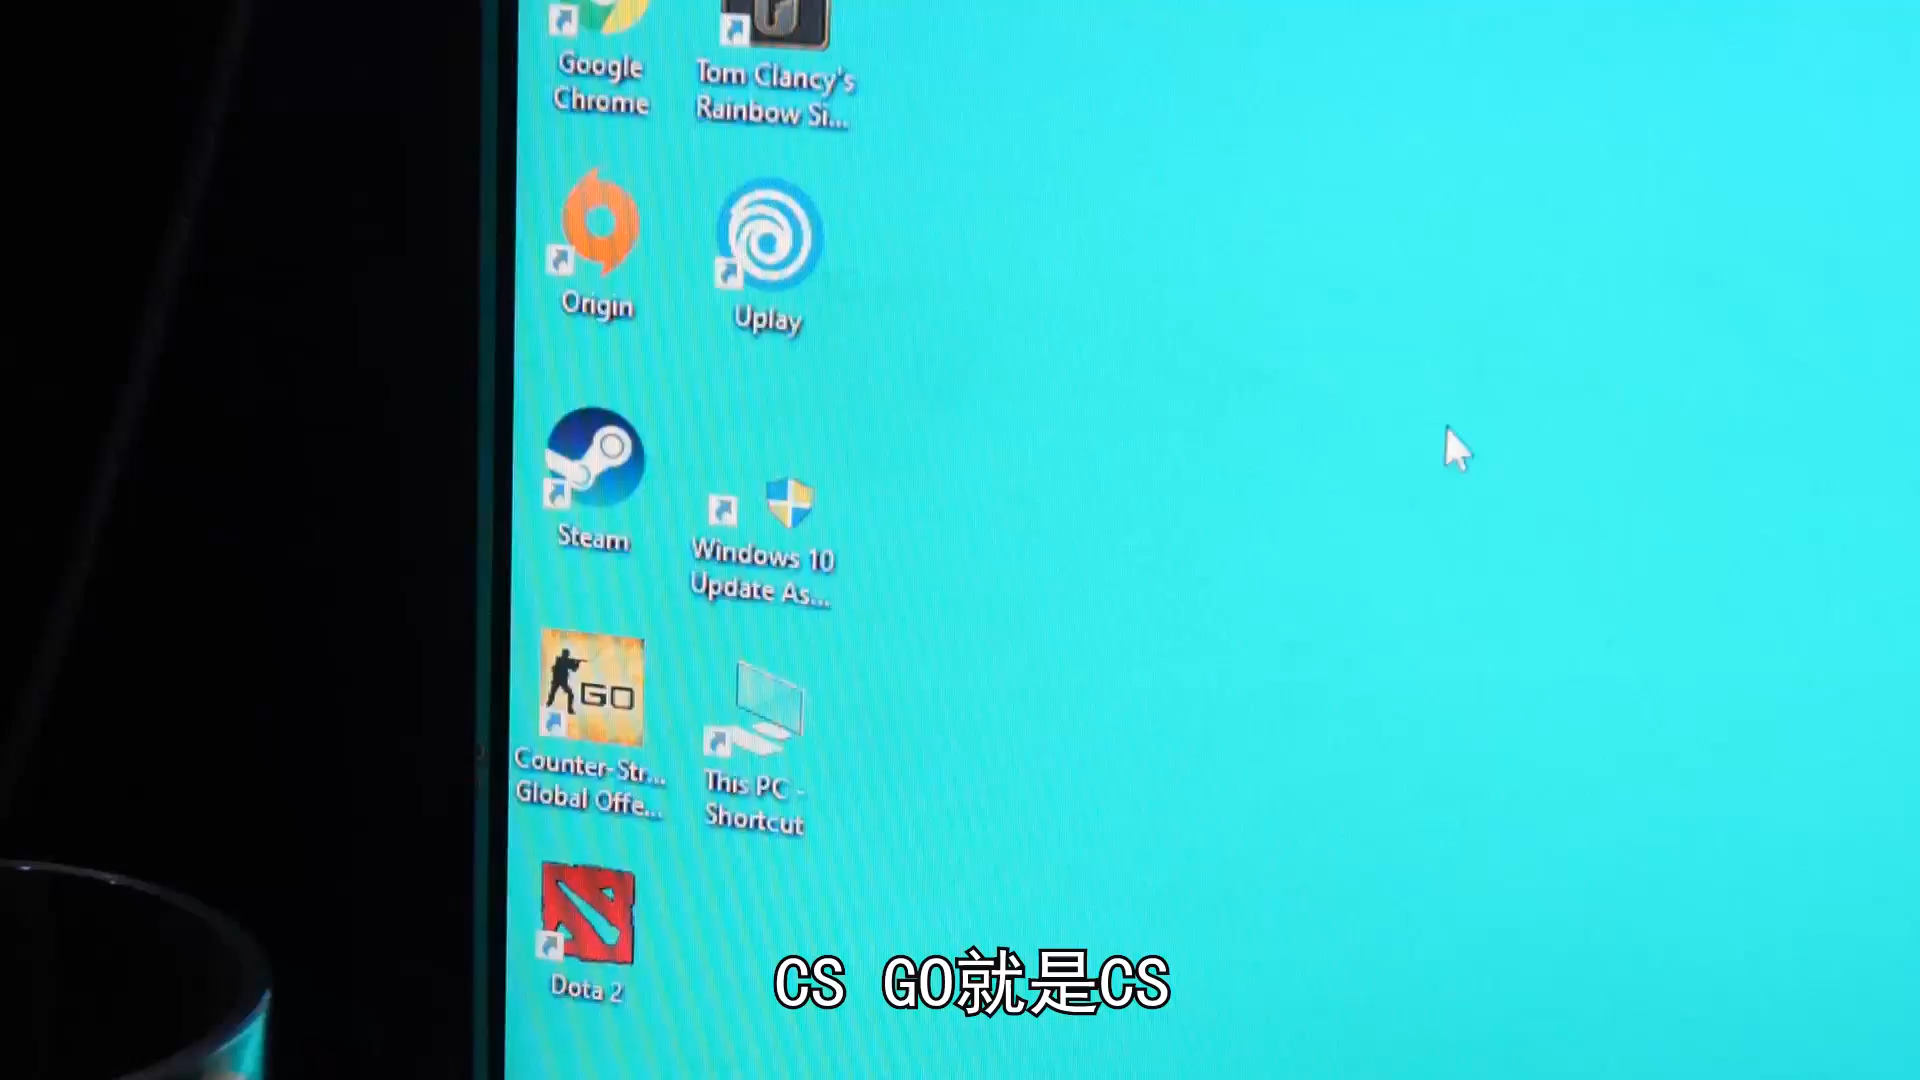 Google
Chrome
Tom Clancy's
Rainbow Si...
Origin
Uplay
Steam
Windows 10
Update As...
GO
Counter-Str...
Global Offe...
This PC -
Shortcut
Dota 2
CS GO就是CS